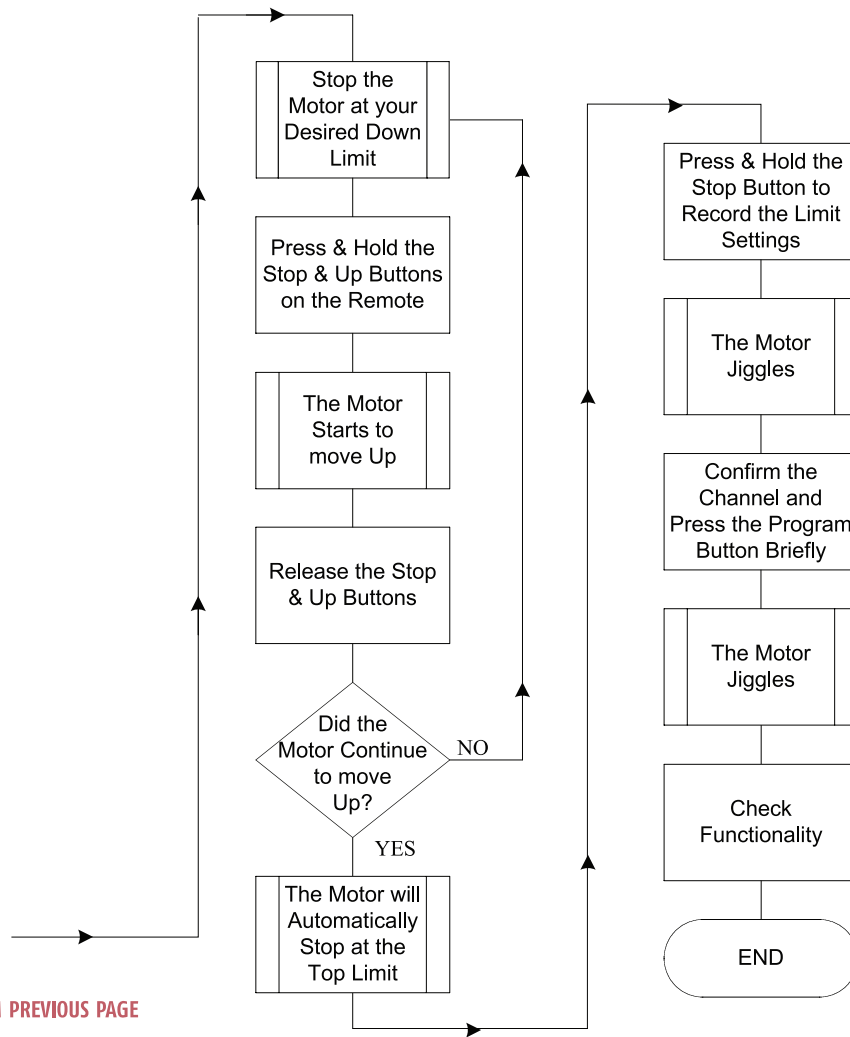 Stop the
Motor at your
Desired Down
Limit
Press & Hold the
Stop & Up Buttons
on the Remote
The Motor
Starts to
move Up
Release the Stop
& Up Buttons
Did the
Motor Continue
to move
Up?
NO
YES
The Motor will
Automatically
Stop at the
Top Limit
PREVIOUS PAGE
Press & Hold the
Stop Button to
Record the Limit
Settings
The Motor
Jiggles
Confirm the
Channel and
Press the Program
Button Briefly
The Motor
Jiggles
Check
Functionality
END